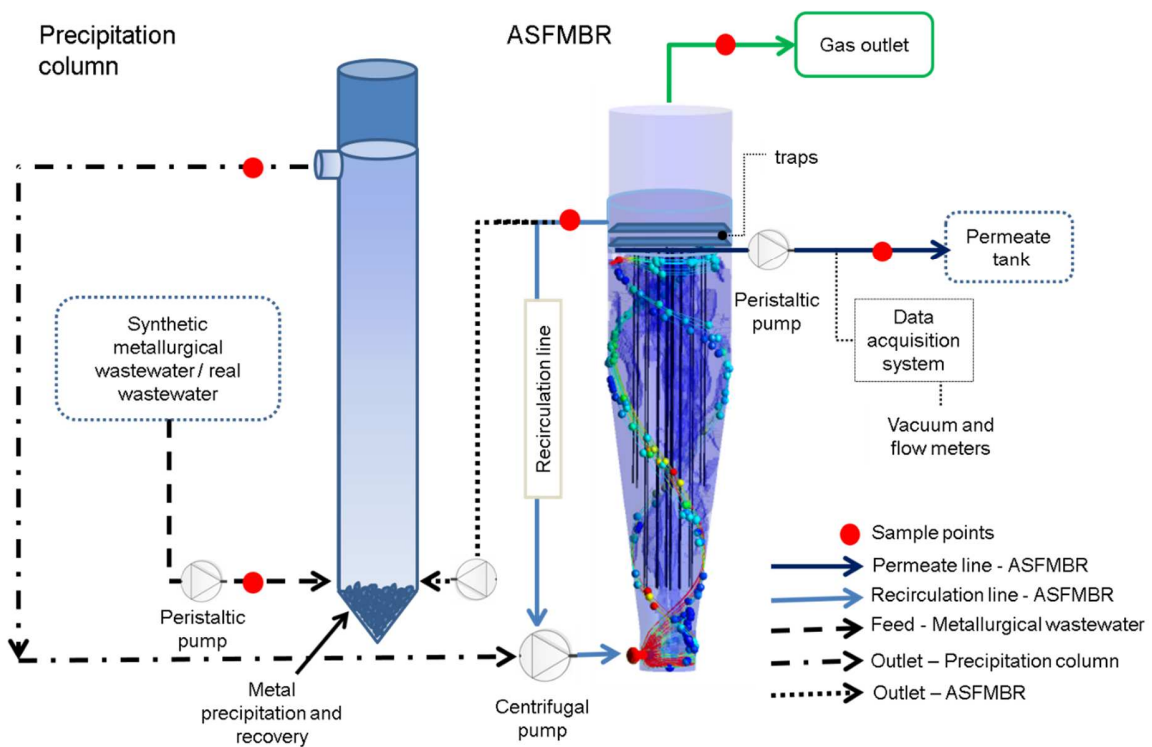 Precipitation
column
ASFMBR
Gas outlet
traps
Permeate
tank
Peristaltic
pump
Data
acquisition
system
Vacuum and
flow meters
Synthetic
metallurgical
wastewater / real
wastewater
Recirculation line
Peristaltic
pump
Metal
precipitation and
recovery
Centrifugal
pump
Sample points
Permeate line - ASFMBR
Recirculation line - ASFMBR
Feed - Metallurgical wastewater
Outlet – Precipitation column
Outlet – ASFMBR